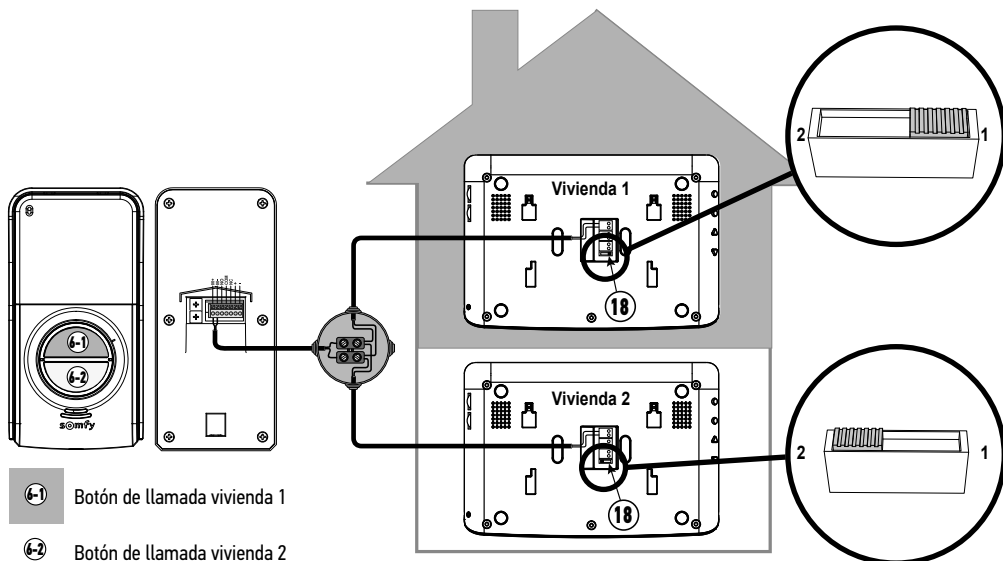 Vivienda 1
2
1
18
6-1
6-2
somfy
Vivienda 2
2
1
18
6-1 Botón de llamada vivienda 1
6-2 Botón de llamada vivienda 2